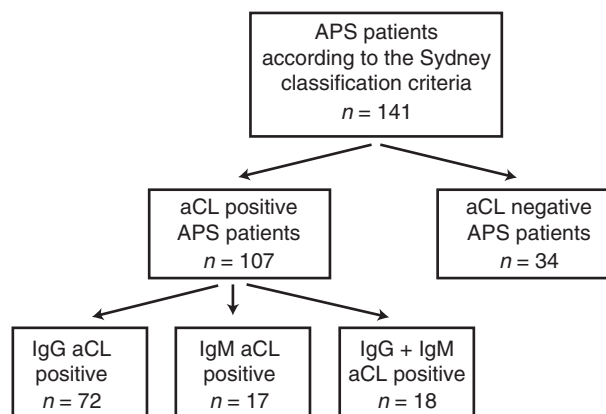 APS patients
according to the Sydney
classification criteria
n = 141
aCL positive
APS patients
n = 107
aCL negative
APS patients
n = 34
IgG aCL
positive
n = 72
IgM aCL
positive
n = 17
IgG + IgM
aCL positive
n = 18